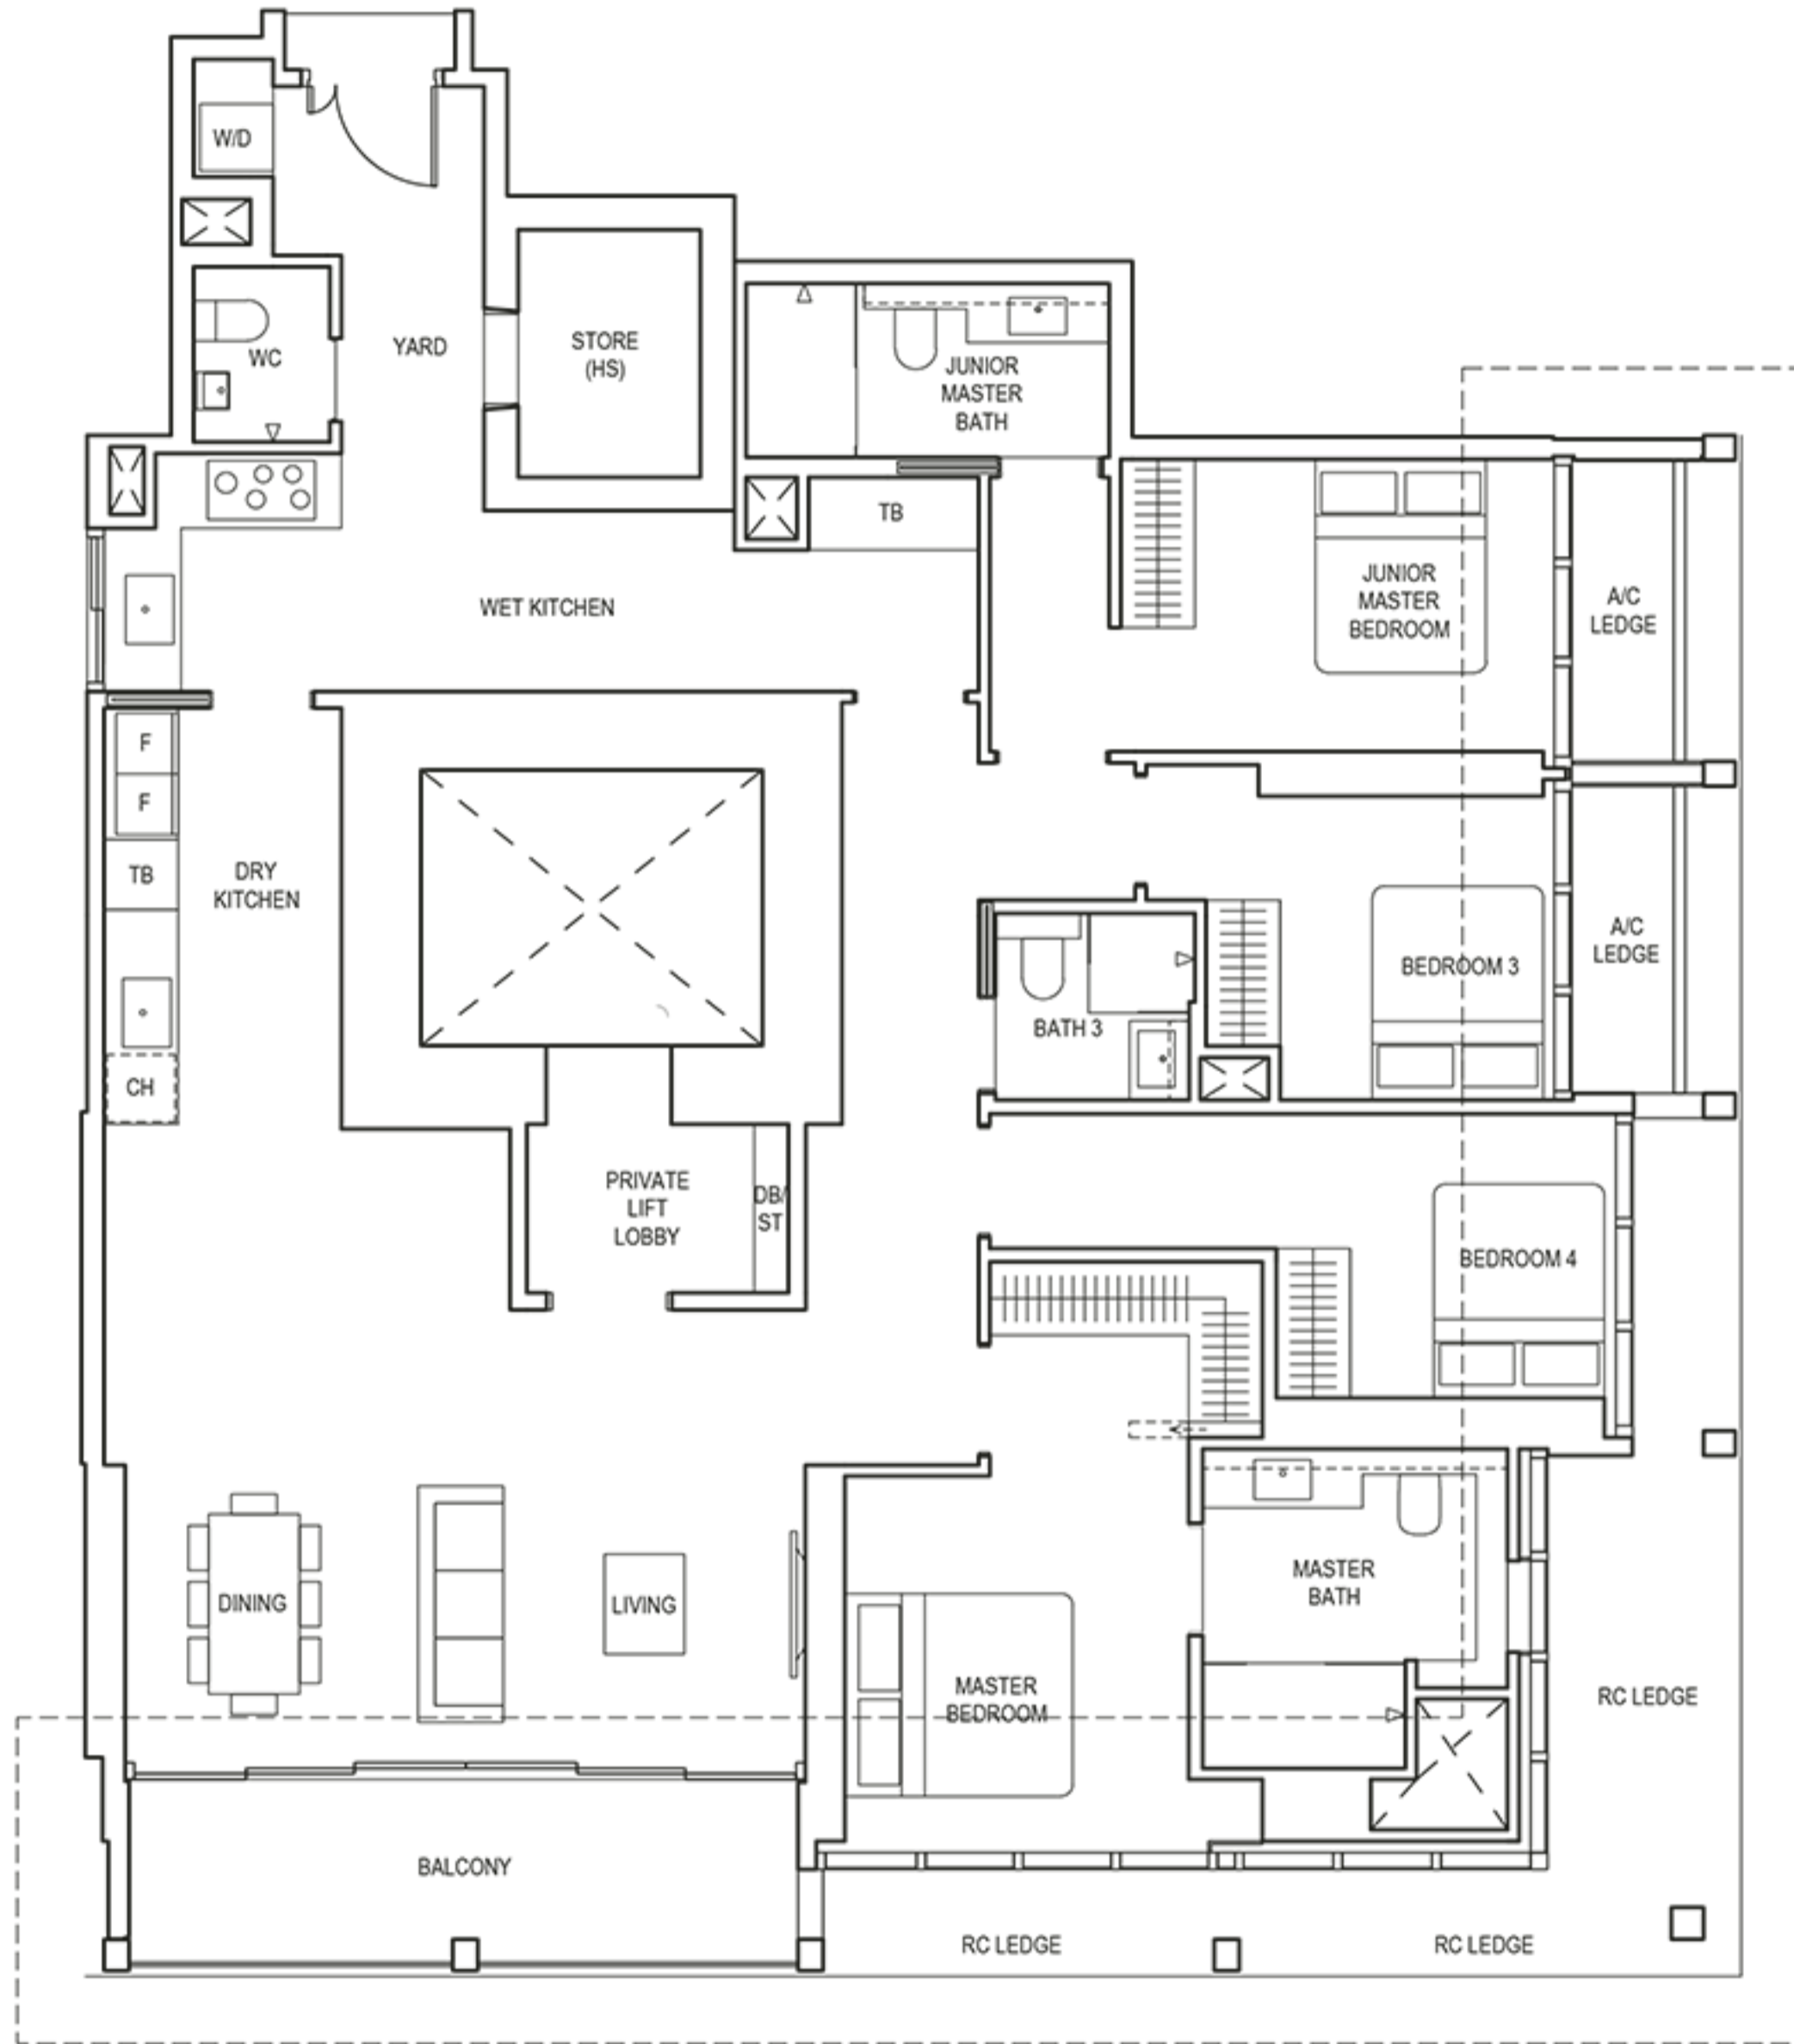 W/D
WC
YARD
STORE
(HS)
JUNIOR
MASTER
BATH
TB
WET KITCHEN
JUNIOR
MASTER
BEDROOM
A/C
LEDGE
F
F
TB
DRY
KITCHEN
CH
BEDROOM 3
A/C
LEDGE
BATH 3
PRIVATE
LIFT
LOBBY
DB/
ST
BEDROOM 4
DINING
LIVING
MASTER
BATH
MASTER
BEDROOM
RC LEDGE
BALCONY
RC LEDGE
RC LEDGE